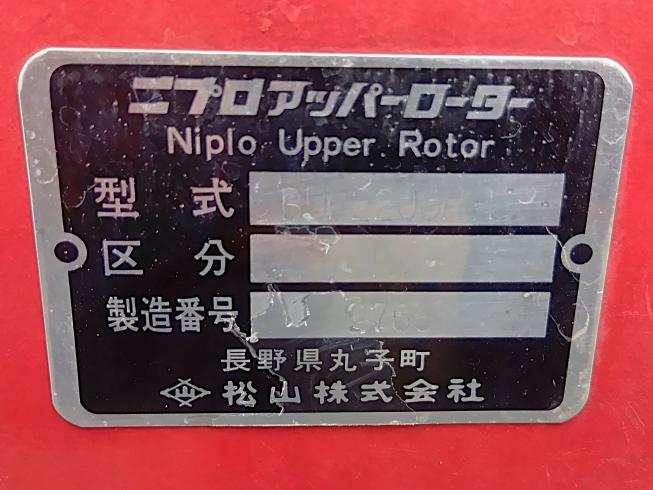 ニプロアッパーローター
Niplo Upper Rotor
型式
区分
製造番号
長野県丸子町
松山株式会社